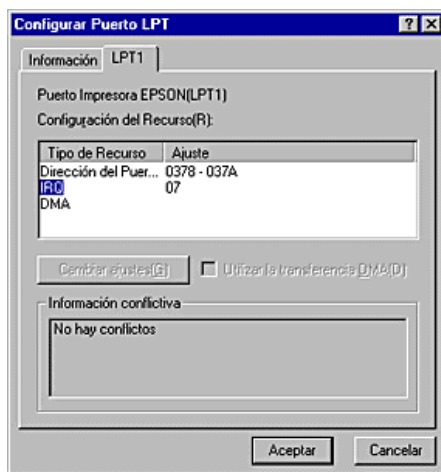 Configurar Puerto LPT
Información LPT1
Puerto Impresora EPSON(LPT1)
Configuración del Recurso(R):
Tipo de Recurso Ajuste
Dirección del Puer... 0378 - 037A
IRQ 07
DMA
Cambiar ajustes(G) Utilizar la transferencia DMA(D)
Información conflictiva
No hay conflictos
Aceptar Cancelar